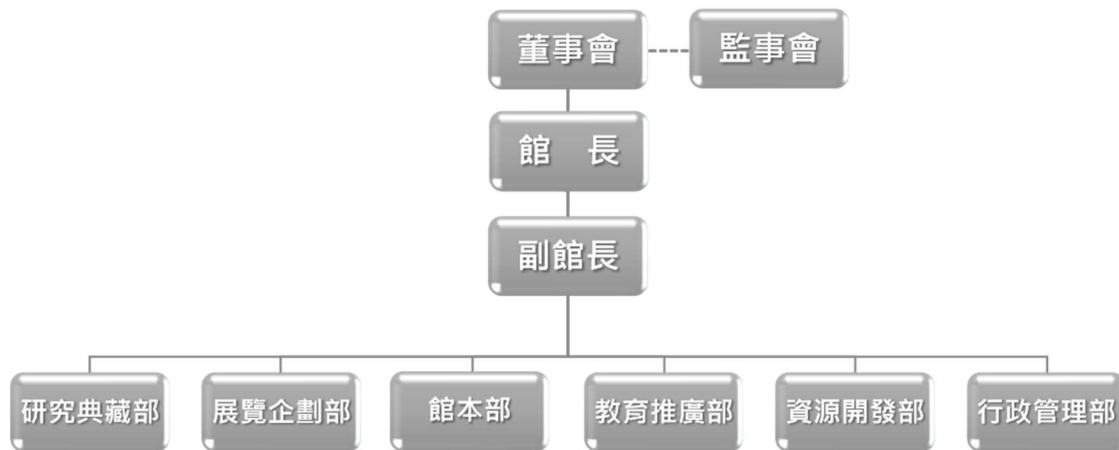 董事會
監事會
館　長
副館長
研究典藏部
展覽企劃部
館本部
教育推廣部
資源開發部
行政管理部